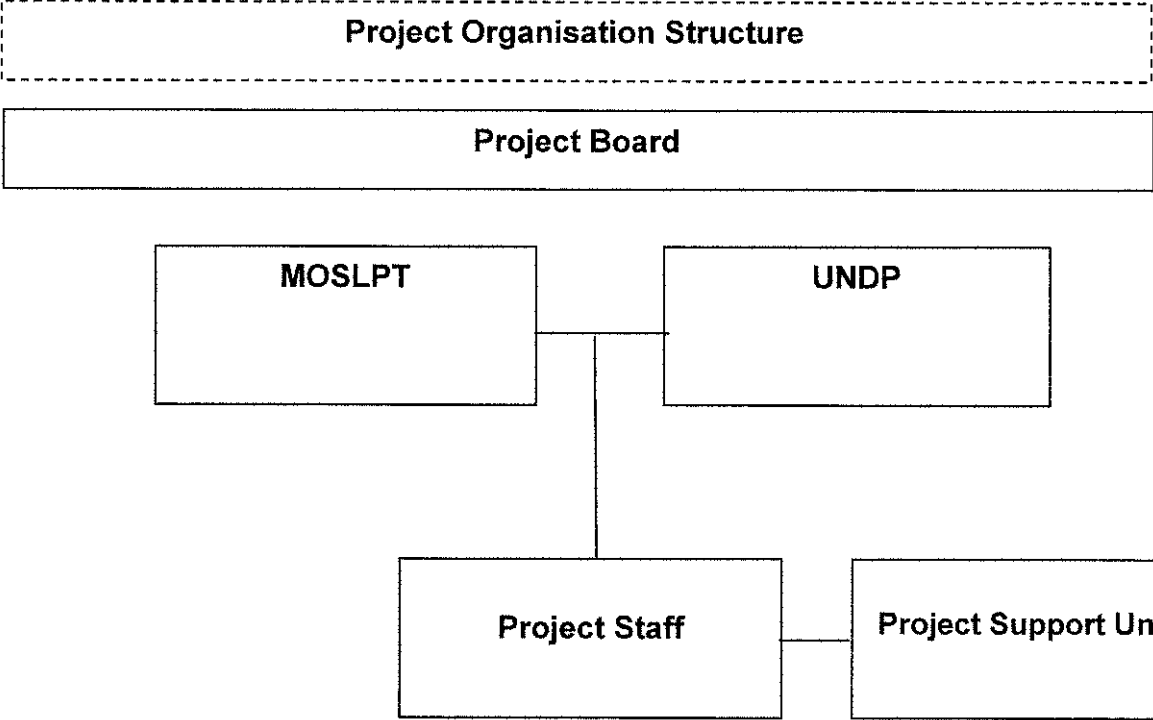 Project Organisation Structure
Project Board
MOSLPT
UNDP
Project Staff
Project Support Un